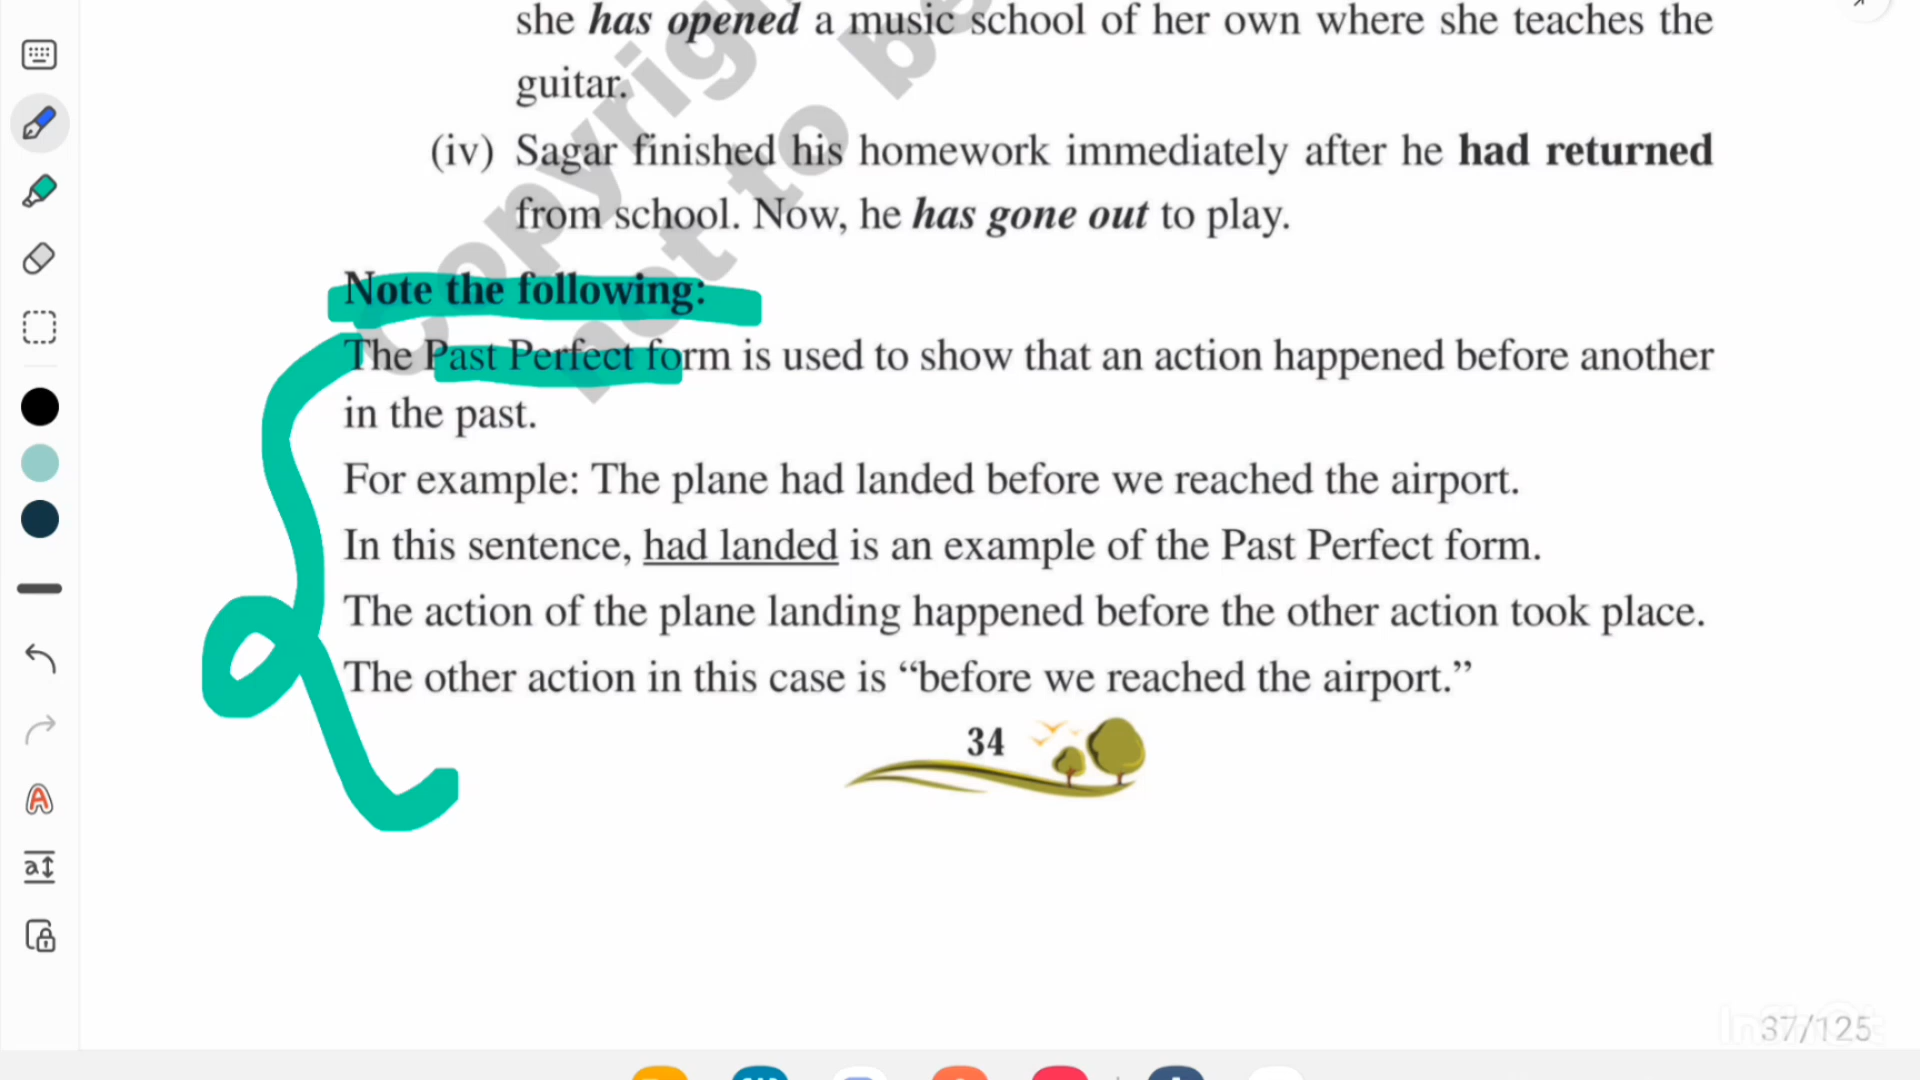 she has opened a music school of her own where she teaches the
guitar.
(iv) Sagar finished his homework immediately after he had returned
from school. Now, he has gone out to play.
Note the following:
The Past Perfect form is used to show that an action happened before another
in the past.
For example: The plane had landed before we reached the airport.
In this sentence, had landed is an example of the Past Perfect form.
The action of the plane landing happened before the other action took place.
The other action in this case is “before we reached the airport.”
34
37/125